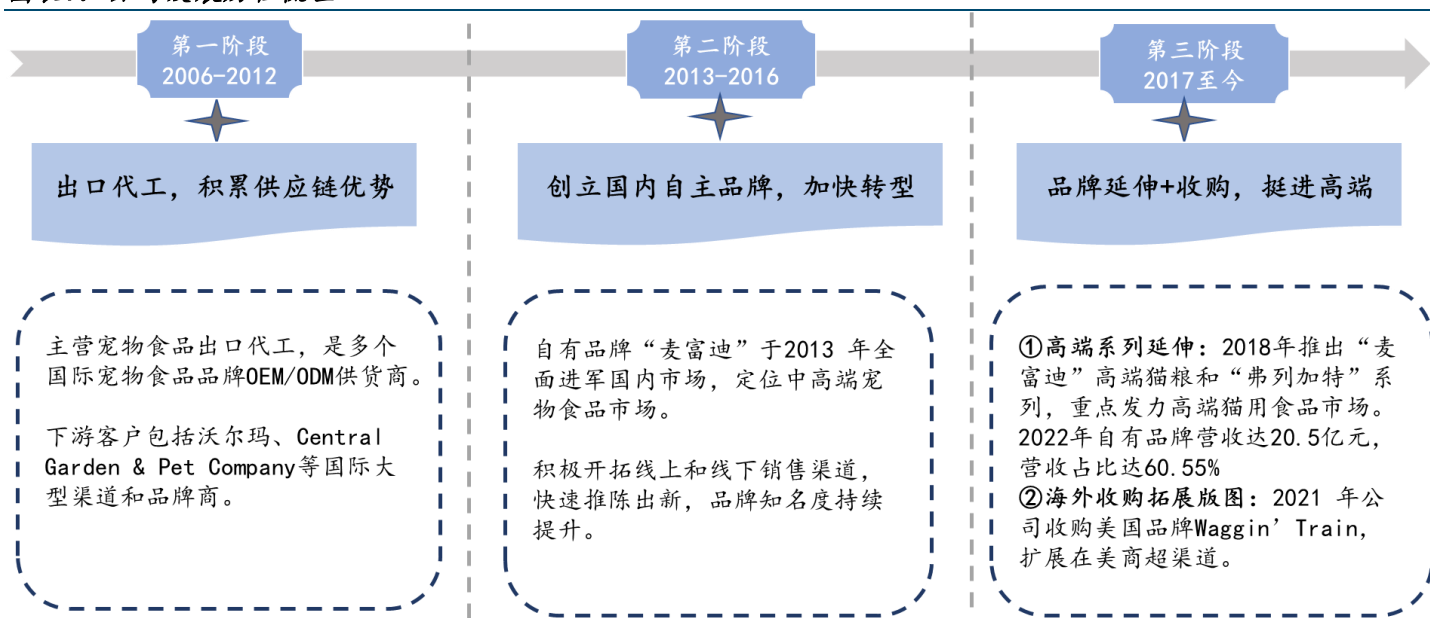 第一阶段
2006-2012
第二阶段
2013-2016
第三阶段
2017至今
出口代工，积累供应链优势
创立国内自主品牌，加快转型
品牌延伸+收购，挺进高端
主营宠物食品出口代工，是多个
国际宠物食品品牌OEM/ODM供货商。
下游客户包括沃尔玛、Central
Garden & Pet Company等国际大
型渠道和品牌商。
自有品牌“麦富迪”于2013 年全
面进军国内市场，定位中高端宠
物食品市场。
积极开拓线上和线下销售渠道，
快速推陈出新，品牌知名度持续
提升。
①高端系列延伸：2018年推出“麦
富迪”高端猫粮和“弗列加特”系
列，重点发力高端猫用食品市场。
2022年自有品牌营收达20.5亿元，
营收占比达60.55%
②海外收购拓展版图：2021 年公
司收购美国品牌Waggin’Train，
扩展在美商超渠道。